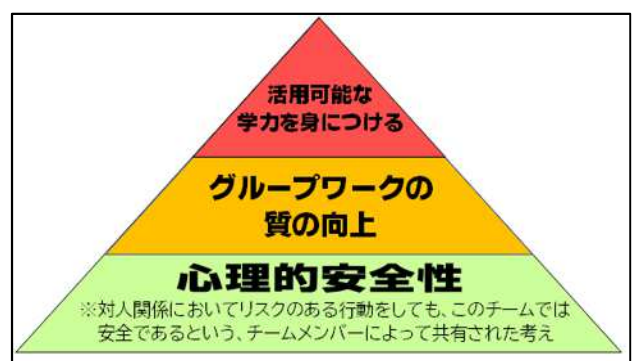 活用可能な
学力を身につける
グループワークの
質の向上
心理的安全性
※対人関係においてリスクのある行動をしても、このチームでは
安全であるという、チームメンバーによって共有された考え